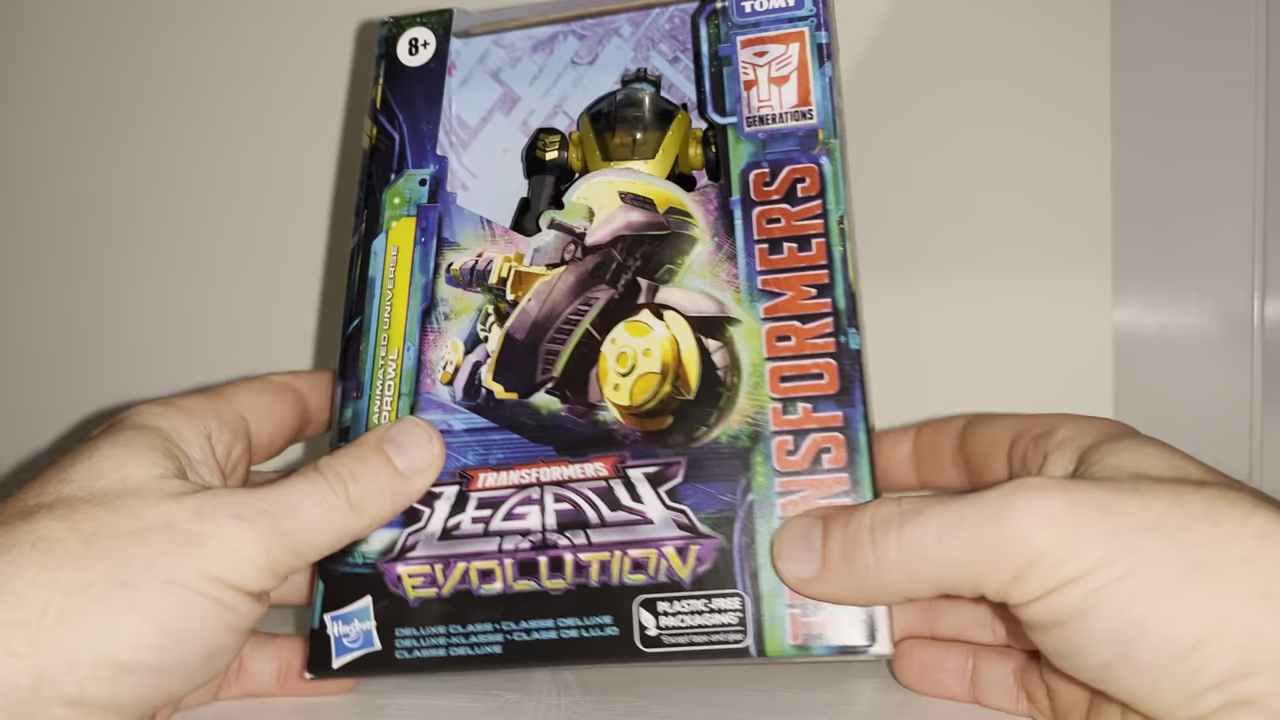 8+
TOMY
GENERATIONS
TRANSFORMERS
ANIMATED UNIVERSE
PROWL
TRANSFORMERS
LEGACY
EVOLUTION
Hasbro
PLASTIC-FREE
PACKAGING
DELUXE CLASS • CLASSE DELUXE
DELUXE-KLASSE • CLASE DE LUJO
CLASSE DELUXE